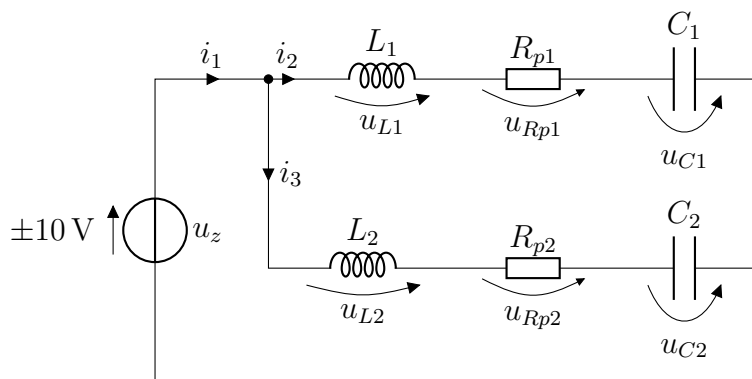 L1 C1
i1 i2 Rp1
uL1 uRp1
uC1
i3
C2
±10 V uz L2 Rp2
uL2 uRp2
uC2